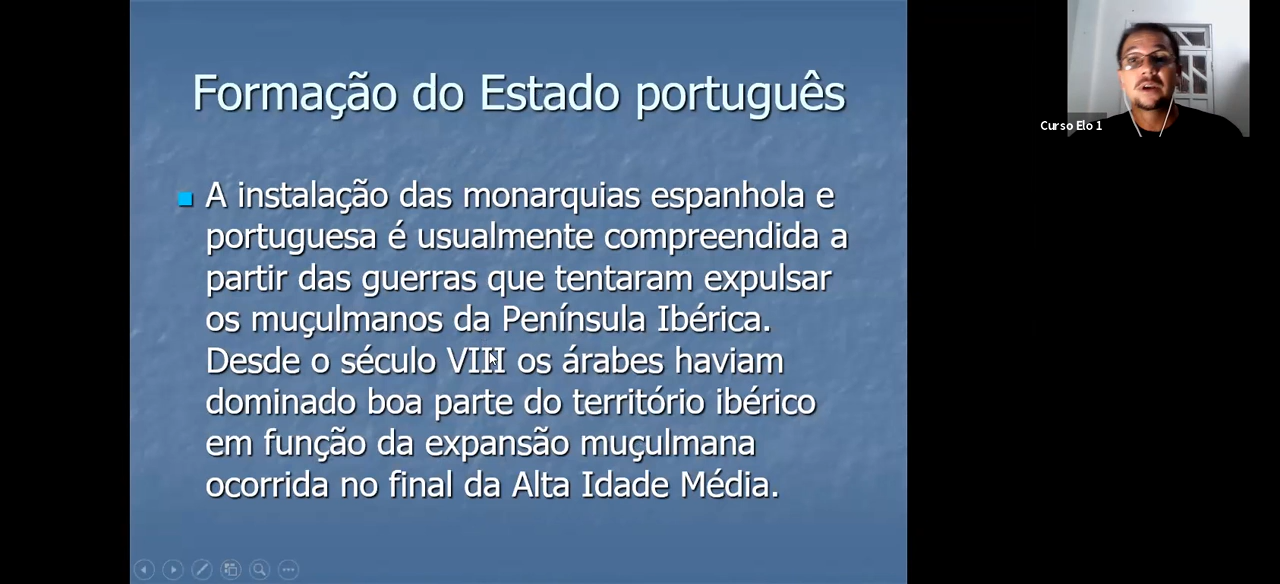 Formação do Estado português
A instalação das monarquias espanhola e
portuguesa é usualmente compreendida a
partir das guerras que tentaram expulsar
os muçulmanos da Península Ibérica.
Desde o século VIII os árabes haviam
dominado boa parte do território ibérico
em função da expansão muçulmana
ocorrida no final da Alta Idade Média.
Curso Elo 1